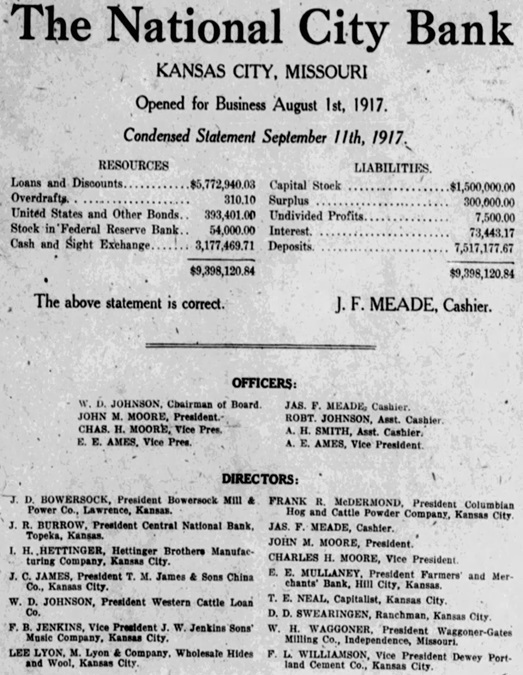 The National City Bank
KANSAS CITY, MISSOURI
Opened for Business August 1st, 1917.
Condensed Statement September 11th, 1917.
RESOURCES
Loans and Discounts...........$5,772,940.03
Overdrafts. ................. 310.10
United States and Other Bonds.. 393,401.00
Stock in Federal Reserve Bank.. 54,000.00
Cash and Sight Exchange....... 3,177,469.71
$9,398,120.84
LIABILITIES.
Capital Stock ................$1,500,000.00
Surplus ..................... 300,000.00
Undivided Profits.............. 7,500.00
Interest..................... 73,443.17
Deposits..................... 7,517,177.67
$9,398,120.84
The above statement is correct. J. F. MEADE, Cashier.
OFFICERS:
W. D. JOHNSON, Chairman of Board.
JOHN M. MOORE, President.
CHAS. H. MOORE, Vice Pres.
E. E. AMES, Vice Pres.
JAS. F. MEADE, Cashier.
ROBT. JOHNSON, Asst. Cashier.
A. H. SMITH, Asst. Cashier.
A. E. AMES, Vice President.
DIRECTORS:
J. D. BOWERSOCK, President Bowersock Mill &
Power Co., Lawrence, Kansas.
J. R. BURROW, President Central National Bank,
Topeka, Kansas.
I. H. HETTINGER, Hettinger Brothers Manufac-
turing Company, Kansas City.
J. C. JAMES, President T. M. James & Sons China
Co., Kansas City.
W. D. JOHNSON, President Western Cattle Loan
Co.
F. B. JENKINS, Vice President J. W. Jenkins Sons'
Music Company, Kansas City.
LEE LYON, M. Lyon & Company, Wholesale Hides
and Wool, Kansas City.
FRANK R. McDERMOND, President Columbian
Hog and Cattle Powder Company, Kansas City.
JAS. F. MEADE, Cashier.
JOHN M. MOORE, President.
CHARLES H. MOORE, Vice President.
E. E. MULLANEY, President Farmers' and Mer-
chants' Bank, Hill City, Kansas.
T. E. NEAL, Capitalist, Kansas City.
D. D. SWEARINGEN, Ranchman, Kansas City.
W. H. WAGGONER, President Waggoner-Gates
Milling Co., Independence, Missouri.
F. L. WILLIAMSON, Vice President Dewey Port-
land Cement Co., Kansas City.